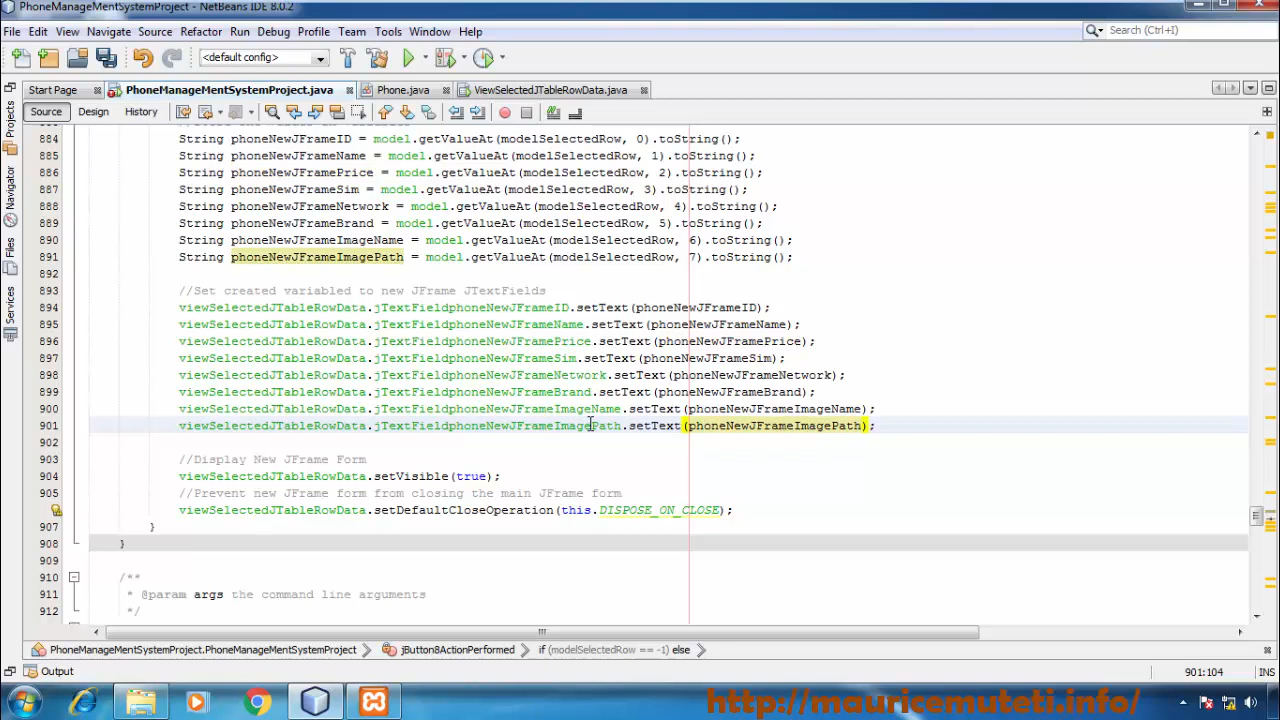 PhoneManageMentSystemProject - NetBeans IDE 8.0.2
File Edit View Navigate Source Refactor Run Debug Profile Team Tools Window Help
Search (Ctrl+I)
<default config>
Start Page PhoneManageMentSystemProject.java Phone.java ViewSelectedJTableRowData.java
Source Design History
Projects
Navigator
Files
Services
884 String phoneNewJFrameID = model.getValueAt(modelSelectedRow, 0).toString();
885 String phoneNewJFrameName = model.getValueAt(modelSelectedRow, 1).toString();
886 String phoneNewJFramePrice = model.getValueAt(modelSelectedRow, 2).toString();
887 String phoneNewJFrameSim = model.getValueAt(modelSelectedRow, 3).toString();
888 String phoneNewJFrameNetwork = model.getValueAt(modelSelectedRow, 4).toString();
889 String phoneNewJFrameBrand = model.getValueAt(modelSelectedRow, 5).toString();
890 String phoneNewJFrameImageName = model.getValueAt(modelSelectedRow, 6).toString();
891 String phoneNewJFrameImagePath = model.getValueAt(modelSelectedRow, 7).toString();
892
893 //Set created variabled to new JFrame JTextFields
894 viewSelectedJTableRowData.jTextFieldphoneNewJFrameID.setText(phoneNewJFrameID);
895 viewSelectedJTableRowData.jTextFieldphoneNewJFrameName.setText(phoneNewJFrameName);
896 viewSelectedJTableRowData.jTextFieldphoneNewJFramePrice.setText(phoneNewJFramePrice);
897 viewSelectedJTableRowData.jTextFieldphoneNewJFrameSim.setText(phoneNewJFrameSim);
898 viewSelectedJTableRowData.jTextFieldphoneNewJFrameNetwork.setText(phoneNewJFrameNetwork);
899 viewSelectedJTableRowData.jTextFieldphoneNewJFrameBrand.setText(phoneNewJFrameBrand);
900 viewSelectedJTableRowData.jTextFieldphoneNewJFrameImageName.setText(phoneNewJFrameImageName);
901 viewSelectedJTableRowData.jTextFieldphoneNewJFrameImagePath.setText(phoneNewJFrameImagePath);
902
903 //Display New JFrame Form
904 viewSelectedJTableRowData.setVisible(true);
905 //Prevent new JFrame form from closing the main JFrame form
viewSelectedJTableRowData.setDefaultCloseOperation(this.DISPOSE_ON_CLOSE);
907 }
908 }
909
910 /**
911 * @param args the command line arguments
912 */
PhoneManageMentSystemProject.PhoneManageMentSystemProject jButton8ActionPerformed if (modelSelectedRow == -1) else
Output
901:104 INS
http://mauricemuteti.info/